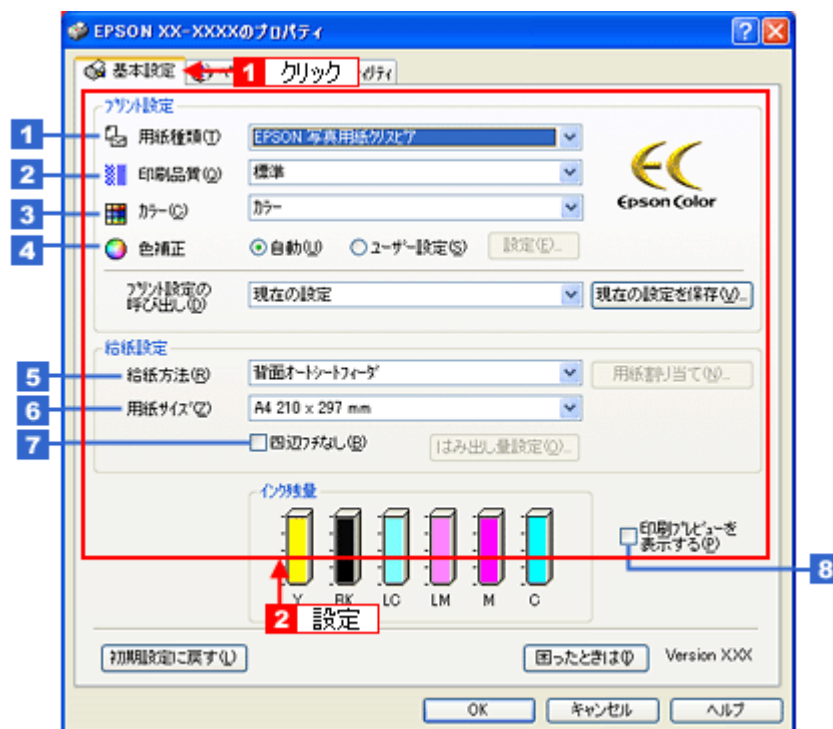 EPSON XX-XXXXのプロパティ
基本設定
1 クリック
プリント設定
1 用紙種類(T) EPSON 写真用紙クリスピア
2 印刷品質(Q) 標準
3 カラー(C) カラー
4 色補正 自動(U) ユーザー設定(S) 設定(E)...
Epson Color
プリント設定の
呼び出し(D) 現在の設定 現在の設定を保存(V)...
給紙設定
5 給紙方法(R) 背面オートシートフィーダ 用紙割り当て(N)...
6 用紙サイズ(Z) A4 210 x 297 mm
7 四辺フチなし(B) はみ出し量設定(O)...
インク残量
印刷プレビューを
表示する(P)
8
Y BK LC LM M C
2 設定
初期設定に戻す(L) 困ったときは(I) Version XXX
OK キャンセル ヘルプ